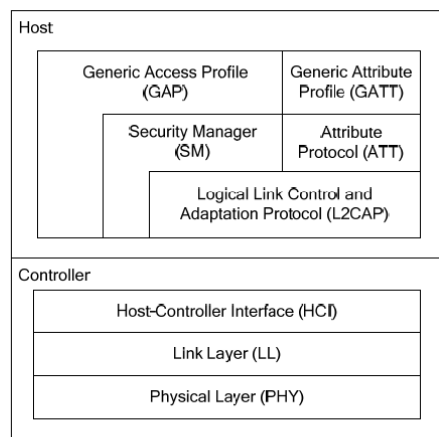 Host
Generic Access Profile
(GAP)
Generic Attribute
Profile (GATT)
Security Manager
(SM)
Attribute
Protocol (ATT)
Logical Link Control and
Adaptation Protocol (L2CAP)
Controller
Host-Controller Interface (HCI)
Link Layer (LL)
Physical Layer (PHY)